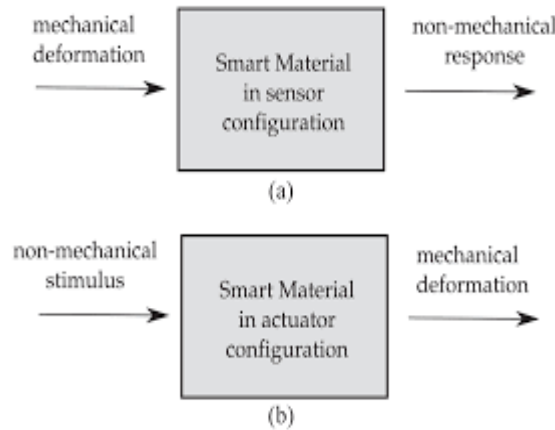 mechanical
deformation
Smart Material
in sensor
configuration
non-mechanical
response
(a)
non-mechanical
stimulus
Smart Material
in actuator
configuration
mechanical
deformation
(b)